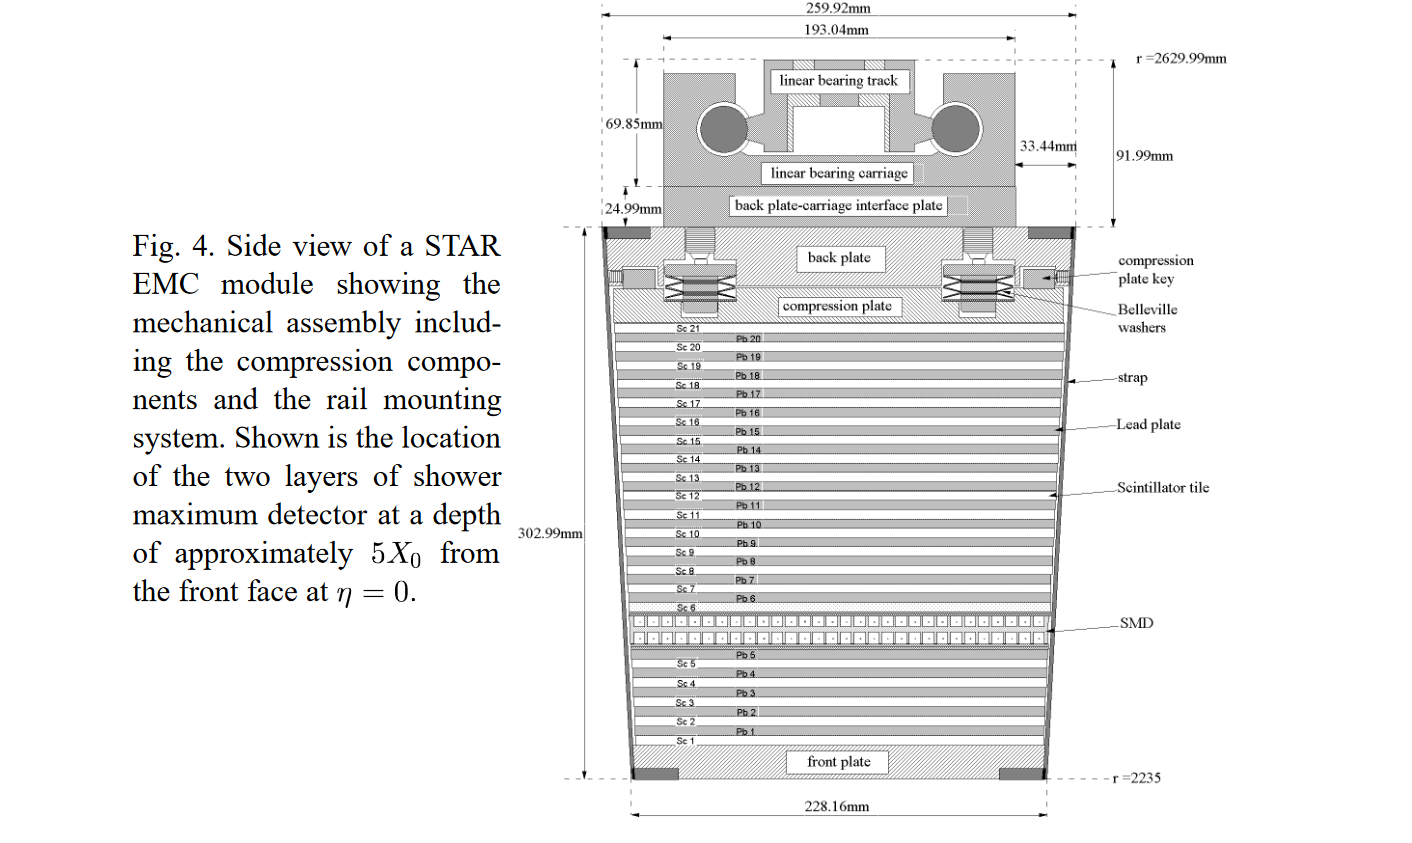 259.92mm
193.04mm
r =2629.99mm
linear bearing track
69.85mm
33.44mm
91.99mm
linear bearing carriage
24.99mm
back plate-carriage interface plate
back plate
compression
plate key
compression plate
Belleville
washers
Sc 21
Pb 20
Sc 20
Pb 19
Sc 19
Pb 18
strap
Sc 18
Pb 17
Sc 17
Pb 16
Sc 16
Lead plate
Pb 15
Sc 15
Pb 14
Sc 14
Pb 13
Sc 13
Pb 12
Scintillator tile
Sc 12
Pb 11
Sc 11
Pb 10
302.99mm
Sc 10
Pb 9
Sc 9
Pb 8
Sc 8
Pb 7
Sc 7
Pb 6
Sc 6
SMD
Pb 5
Sc 5
Pb 4
Sc 4
Pb 3
Sc 3
Pb 2
Sc 2
Pb 1
Sc 1
front plate
r =2235
228.16mm
Fig. 4. Side view of a STAR
EMC module showing the
mechanical assembly includ-
ing the compression compo-
nents and the rail mounting
system. Shown is the location
of the two layers of shower
maximum detector at a depth
of approximately 5X₀ from
the front face at η = 0.